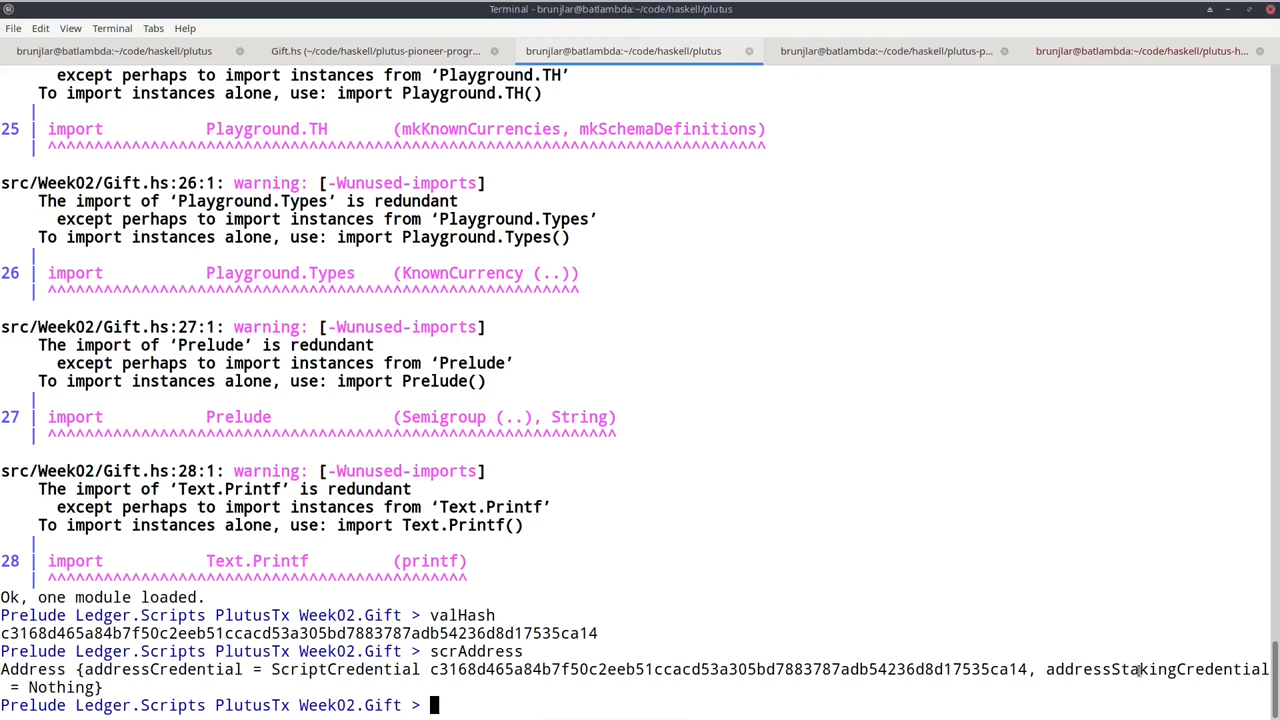 Terminal - brunjlar@batlambda:~/code/haskell/plutus
File Edit View Terminal Tabs Help
brunjlar@batlambda:~/code/haskell/plutus Gift.hs (~/code/haskell/plutus-pioneer-progr... brunjlar@batlambda:~/code/haskell/plutus brunjlar@batlambda:~/code/haskell/plutus-p... brunjlar@batlambda:~/code/haskell/plutus-h...
except perhaps to import instances from ‘Playground.TH’
To import instances alone, use: import Playground.TH()
|
25 | import Playground.TH (mkKnownCurrencies, mkSchemaDefinitions)
| ^^^^^^^^^^^^^^^^^^^^^^^^^^^^^^^^^^^^^^^^^^^^^^^^^^^^^^^^^^^^^^^^^^^^^^^^^^^^^^^^^^^^
src/Week02/Gift.hs:26:1: warning: [-Wunused-imports]
The import of ‘Playground.Types’ is redundant
except perhaps to import instances from ‘Playground.Types’
To import instances alone, use: import Playground.Types()
|
26 | import Playground.Types (KnownCurrency (..))
| ^^^^^^^^^^^^^^^^^^^^^^^^^^^^^^^^^^^^^^^^^^^^^^^^^^^^^^^^^^^^^^
src/Week02/Gift.hs:27:1: warning: [-Wunused-imports]
The import of ‘Prelude’ is redundant
except perhaps to import instances from ‘Prelude’
To import instances alone, use: import Prelude()
|
27 | import Prelude (Semigroup (..), String)
| ^^^^^^^^^^^^^^^^^^^^^^^^^^^^^^^^^^^^^^^^^^^^^^^^^^^^^^^^^^^^^^^^^^^
src/Week02/Gift.hs:28:1: warning: [-Wunused-imports]
The import of ‘Text.Printf’ is redundant
except perhaps to import instances from ‘Text.Printf’
To import instances alone, use: import Text.Printf()
|
28 | import Text.Printf (printf)
| ^^^^^^^^^^^^^^^^^^^^^^^^^^^^^^^^^^^^^^^^^^^^^^^^^
Ok, one module loaded.
Prelude Ledger.Scripts PlutusTx Week02.Gift > valHash
c3168d465a84b7f50c2eeb51ccacd53a305bd7883787adb54236d8d17535ca14
Prelude Ledger.Scripts PlutusTx Week02.Gift > scrAddress
Address {addressCredential = ScriptCredential c3168d465a84b7f50c2eeb51ccacd53a305bd7883787adb54236d8d17535ca14, addressStakingCredential
= Nothing}
Prelude Ledger.Scripts PlutusTx Week02.Gift >